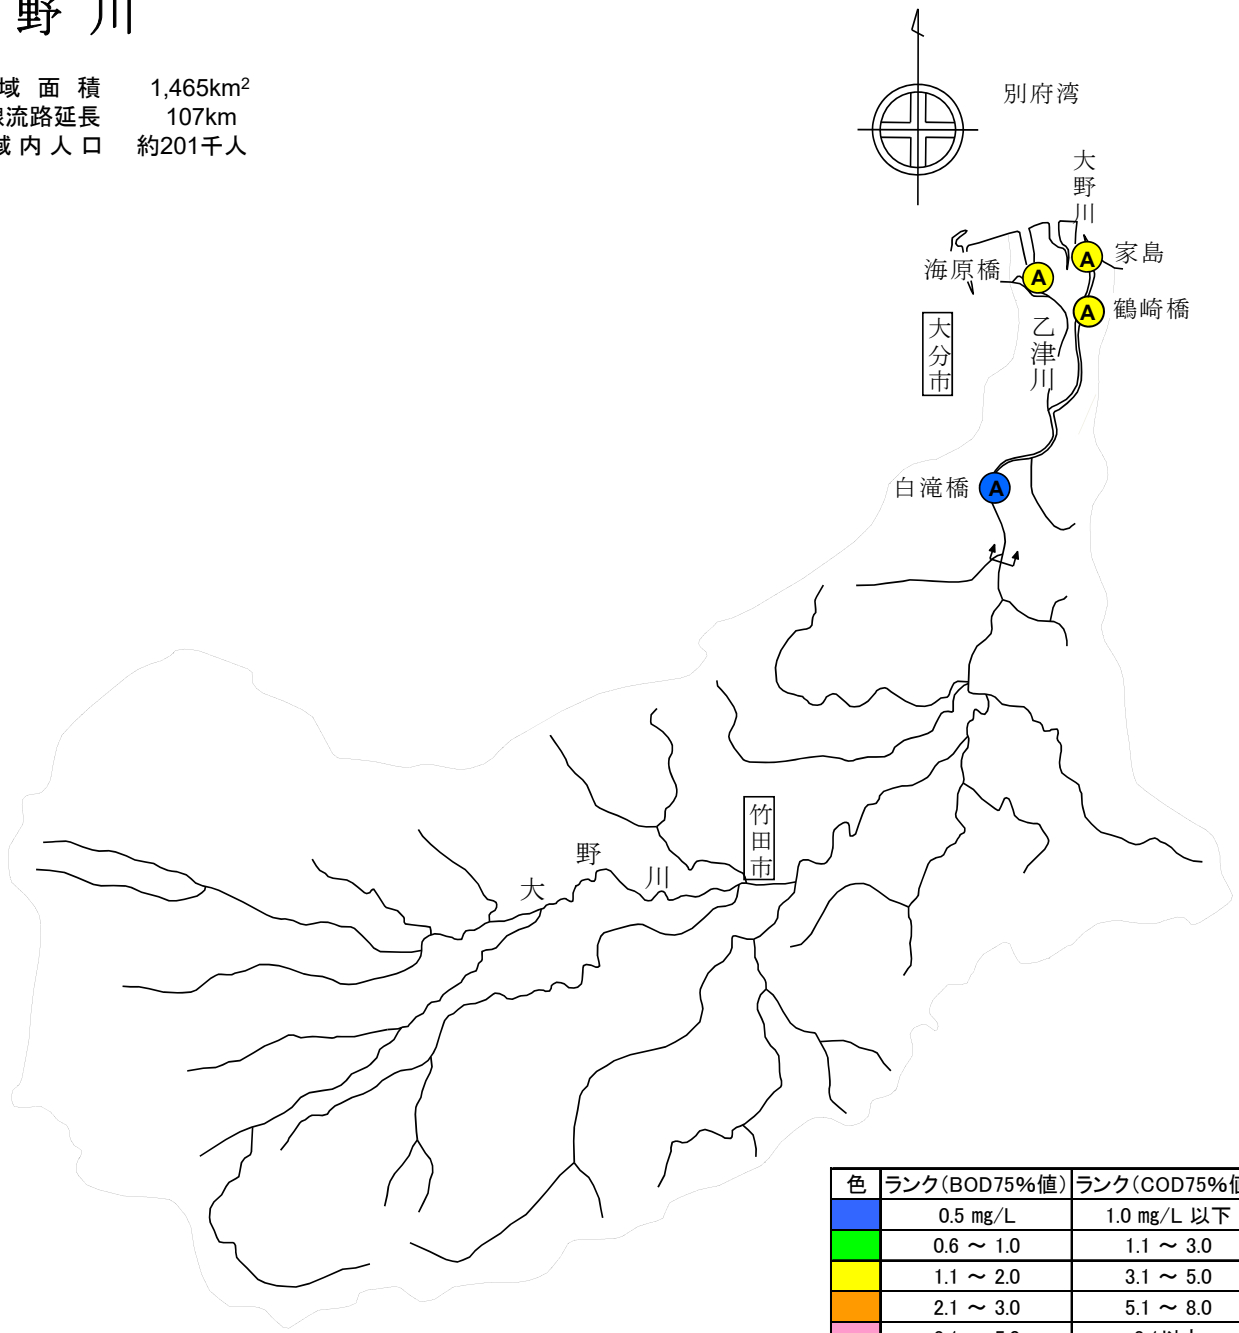 野川
域面積 1,465km²
流路延長 107km
域内人口 約201千人
別府湾
大野川
家島
海原橋
A
A
鶴崎橋
A
大分市
乙津川
白滝橋
A
竹田市
大野川
色 ランク(BOD75%値) ランク(COD75%値
0.5 mg/L 1.0 mg/L 以下
0.6 ～ 1.0 1.1 ～ 3.0
1.1 ～ 2.0 3.1 ～ 5.0
2.1 ～ 3.0 5.1 ～ 8.0